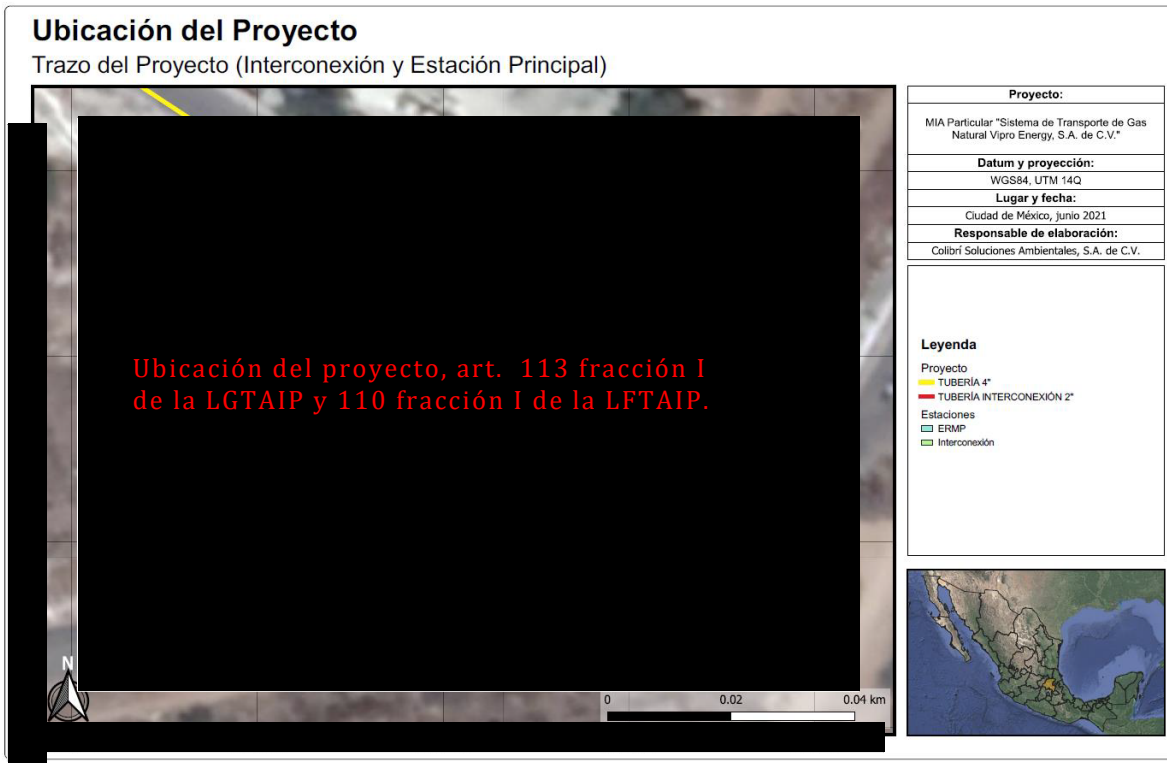 Ubicación del Proyecto
Trazo del Proyecto (Interconexión y Estación Principal)
Ubicación del proyecto, art. 113 fracción I
de la LGTAIP y 110 fracción I de la LFTAIP.
N
0 0.02 0.04 km
Proyecto:
MIA Particular "Sistema de Transporte de Gas
Natural Vipro Energy, S.A. de C.V."
Datum y proyección:
WGS84, UTM 14Q
Lugar y fecha:
Ciudad de México, junio 2021
Responsable de elaboración:
Colibrí Soluciones Ambientales, S.A. de C.V.
Leyenda
Proyecto
TUBERÍA 4"
TUBERÍA INTERCONEXIÓN 2"
Estaciones
ERMP
Interconexión